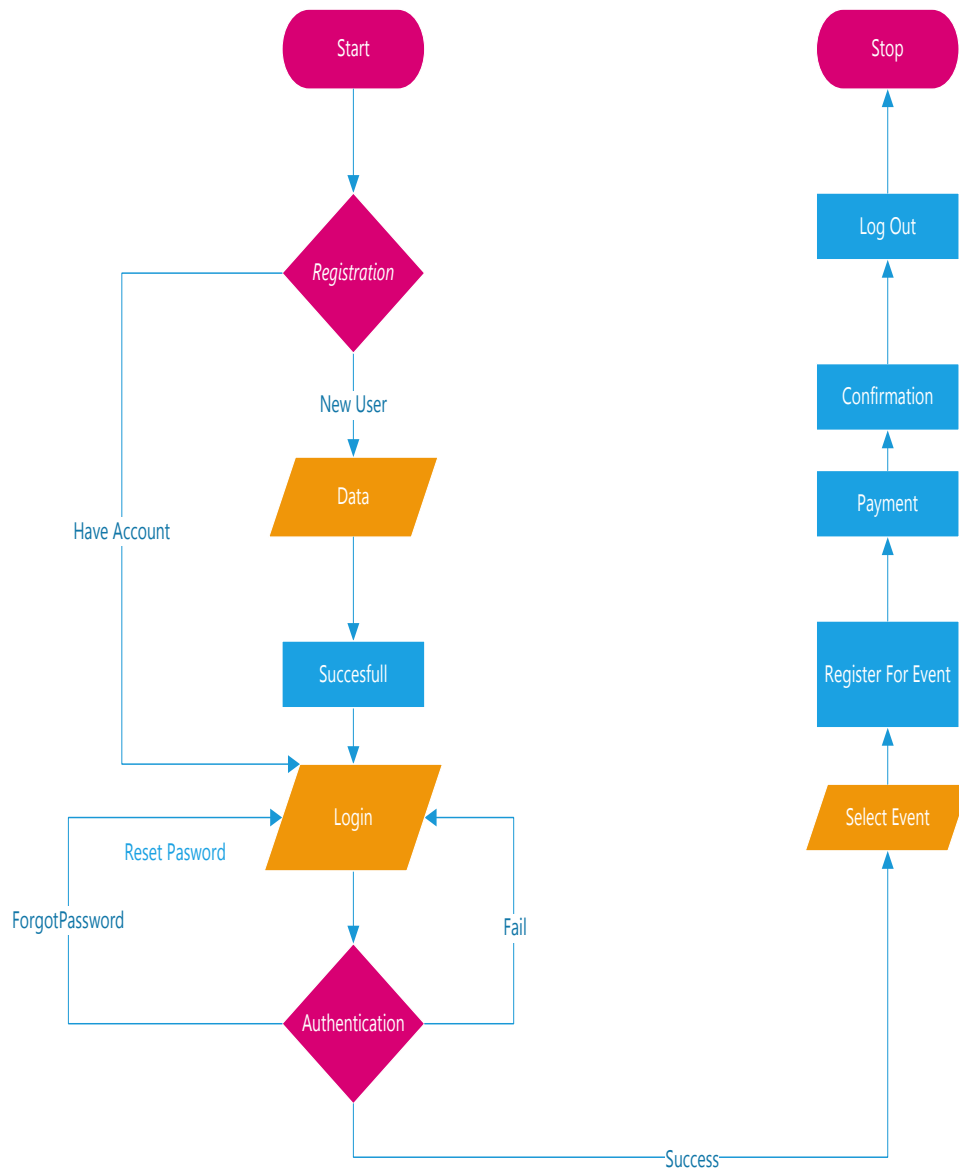 Start
Registration
New User
Data
Have Account
Succesfull
Login
Reset Pasword
ForgotPassword
Fail
Authentication
Success
Select Event
Register For Event
Payment
Confirmation
Log Out
Stop